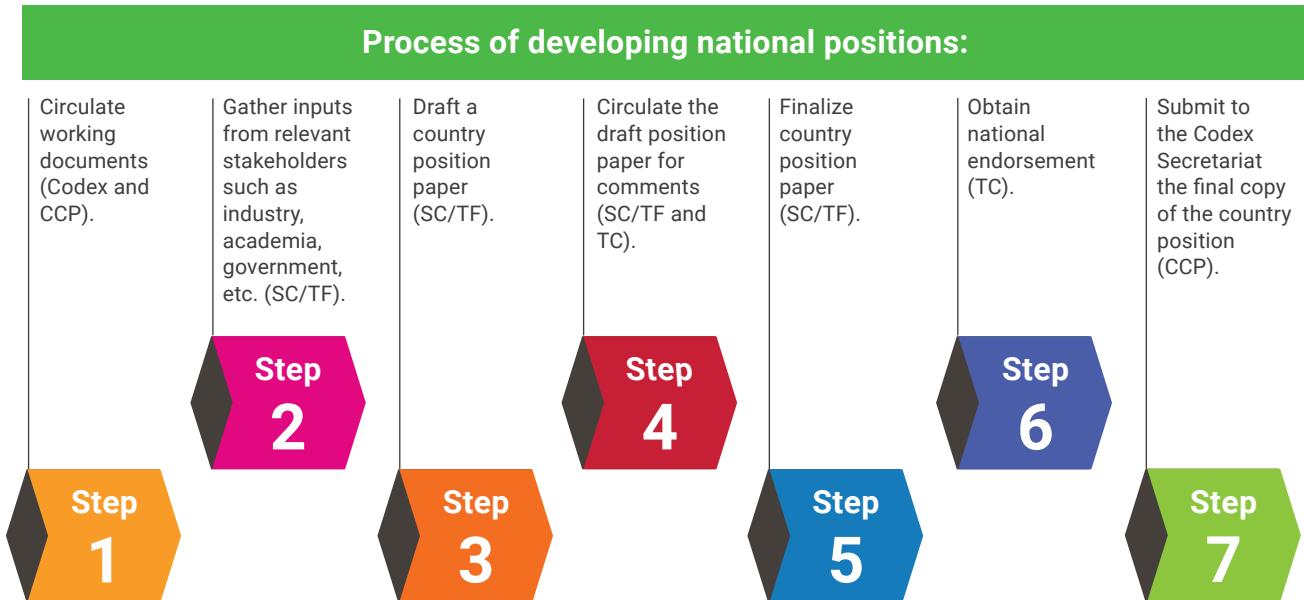 Process of developing national positions:
Circulate
working
documents
(Codex and
CCP).
Step
1
Gather inputs
from relevant
stakeholders
such as
industry,
academia,
government,
etc. (SC/TF).
Step
2
Draft a
country
position
paper
(SC/TF).
Step
3
Circulate the
draft position
paper for
comments
(SC/TF and
TC).
Step
4
Finalize
country
position
paper
(SC/TF).
Step
5
Obtain
national
endorsement
(TC).
Step
6
Submit to
the Codex
Secretariat
the final copy
of the country
position
(CCP).
Step
7